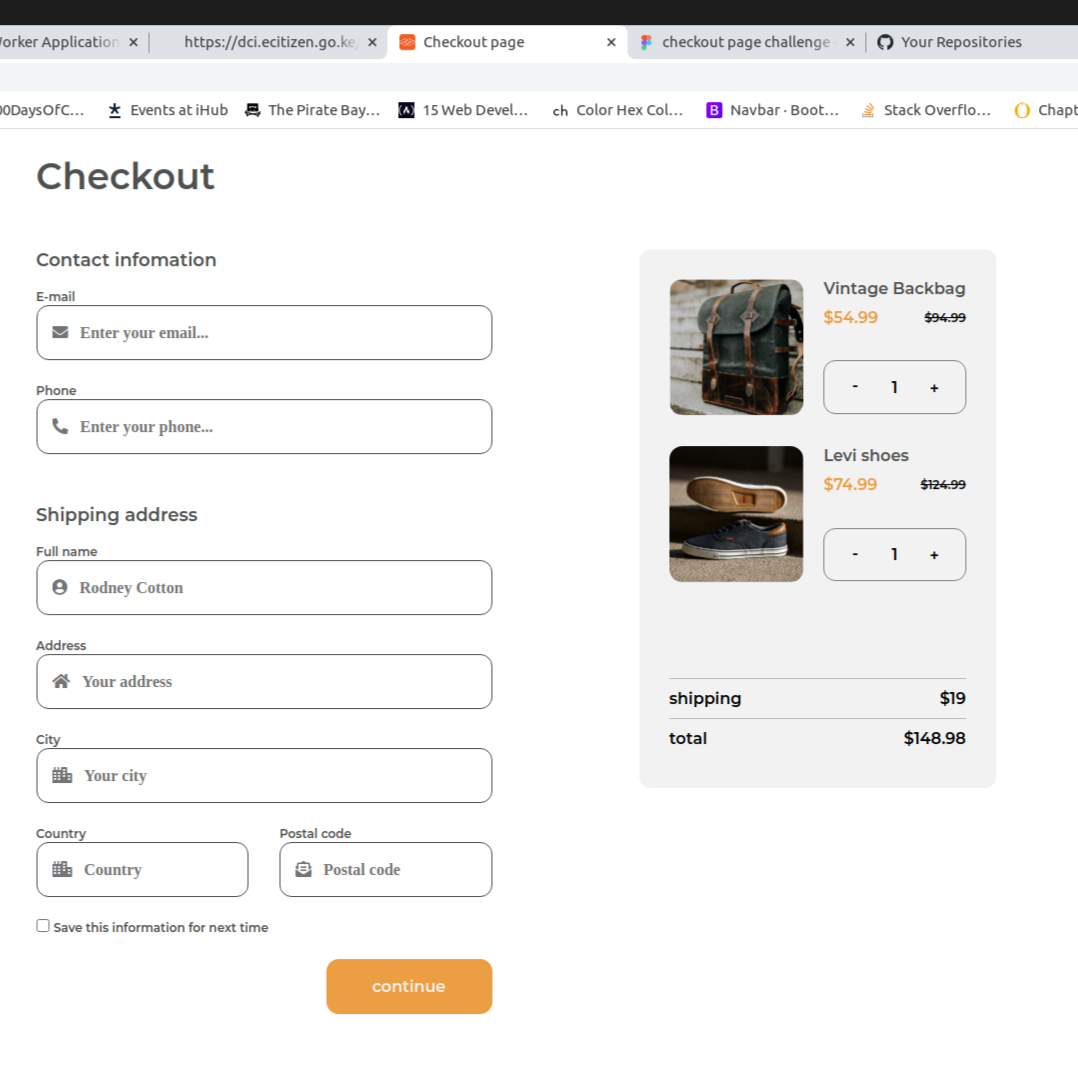 orker Application
https://dci.ecitizen.go.ke/
Checkout page
checkout page challenge -
Your Repositories
00DaysOfC...
Events at iHub
The Pirate Bay...
15 Web Devel...
ch Color Hex Col...
B Navbar · Boot...
Stack Overflo...
Chapt
Checkout
Contact infomation
E-mail
Enter your email...
Phone
Enter your phone...
Shipping address
Full name
Rodney Cotton
Address
Your address
City
Your city
Country
Postal code
Country
Postal code
Save this information for next time
continue
Vintage Backbag
$54.99 $94.99
- 1 +
Levi shoes
$74.99 $124.99
- 1 +
shipping $19
total $148.98